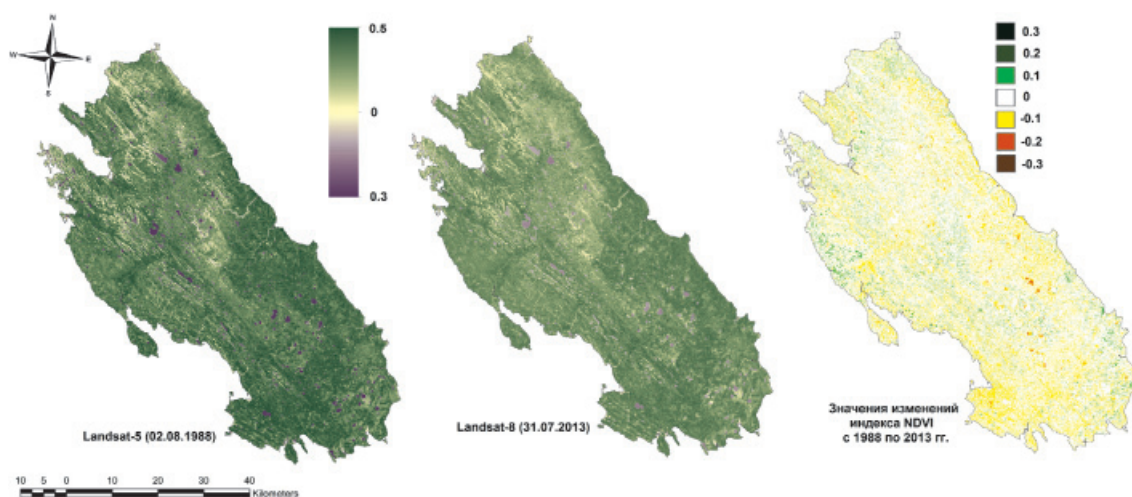 N
W
E
S
0.5
0
0.3
Landsat-5 (02.08.1988)
Landsat-8 (31.07.2013)
0.3
0.2
0.1
0
-0.1
-0.2
-0.3
Значения изменений
индекса NDVI
с 1988 по 2013 гг.
10 5 0 10 20 30 40
Kilometers